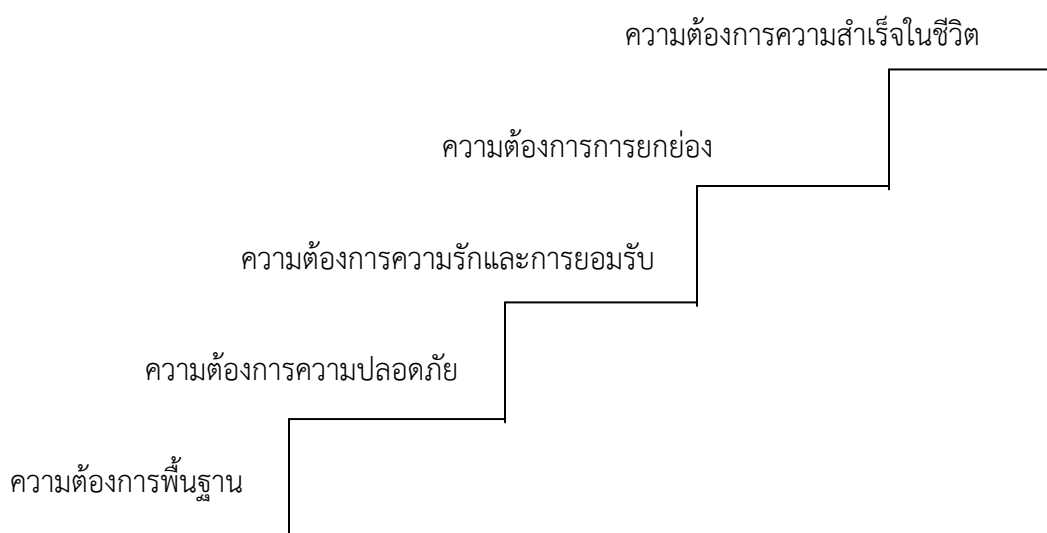 ความต้องการความสำเร็จในชีวิต
ความต้องการการยกย่อง
ความต้องการความรักและการยอมรับ
ความต้องการความปลอดภัย
ความต้องการพื้นฐาน